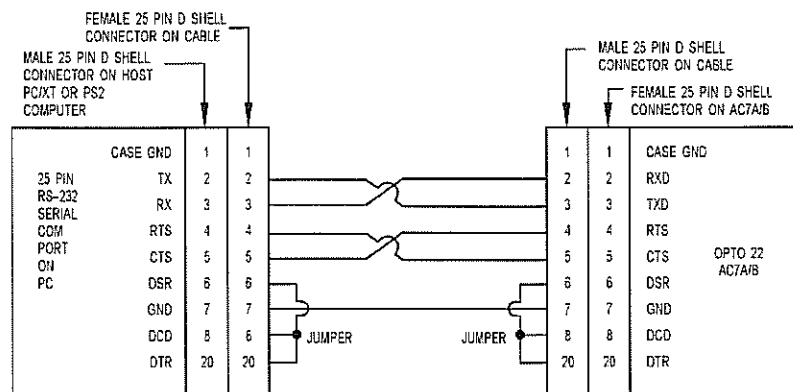 FEMALE 25 PIN D SHELL
CONNECTOR ON CABLE
MALE 25 PIN D SHELL
CONNECTOR ON HOST
PC/XT OR PS2
COMPUTER
MALE 25 PIN D SHELL
CONNECTOR ON CABLE
FEMALE 25 PIN D SHELL
CONNECTOR ON AC7A/B
25 PIN
RS-232
SERIAL
COM
PORT
ON
PC
CASE GND 1 1
TX 2 2
RX 3 3
RTS 4 4
CTS 5 5
DSR 6 6
GND 7 7
DCD 8 6
DTR 20 20
JUMPER
JUMPER
1 1 CASE GND
2 2 RXD
3 3 TXD
4 4 RTS
5 5 CTS
6 6 DSR
7 7 GND
8 8 DCD
20 20 DTR
OPTO 22
AC7A/B